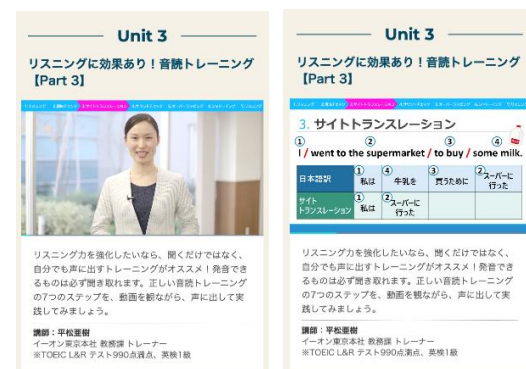 Unit 3
リスニングに効果あり！音読トレーニング
【Part 3】
リスニング力を強化したいなら、聞くだけではなく、
自分でも声に出すトレーニングがオススメ！発音でき
るものは必ず聞き取れます。正しい音読トレーニング
の7つのステップを、動画を観ながら、声に出して実
践してみましょう。
講師：平松亜樹
イーオン東京本社 教務課 トレーナー
※TOEIC L&R テスト990点満点、英検1級
Unit 3
リスニングに効果あり！音読トレーニング
【Part 3】
3. サイトトランスレーション
① ② ③ ④
I / went to the supermarket / to buy / some milk.
日本語訳 ①私は ④牛乳を ③買うために ②スーパーに行った
サイトトランスレーション ①私は ②スーパーに行った
リスニング力を強化したいなら、聞くだけではなく、
自分でも声に出すトレーニングがオススメ！発音でき
るものは必ず聞き取れます。正しい音読トレーニング
の7つのステップを、動画を観ながら、声に出して実
践してみましょう。
講師：平松亜樹
イーオン東京本社 教務課 トレーナー
※TOEIC L&R テスト990点満点、英検1級